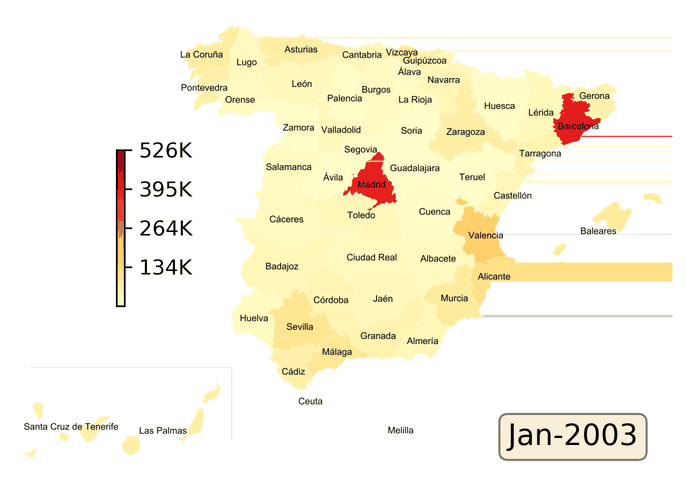 La Coruña
Lugo
Asturias
Cantabria
Vizcaya
Guipúzcoa
Álava
Navarra
Pontevedra
Orense
León
Palencia
Burgos
La Rioja
Huesca
Lérida
Gerona
Barcelona
Zamora
Valladolid
Soria
Zaragoza
Tarragona
Segovia
Salamanca
Ávila
Madrid
Guadalajara
Teruel
Castellón
Cáceres
Toledo
Cuenca
Valencia
Baleares
Badajoz
Ciudad Real
Albacete
Alicante
Huelva
Sevilla
Córdoba
Jaén
Murcia
Cádiz
Málaga
Granada
Almería
Ceuta
Melilla
Santa Cruz de Tenerife
Las Palmas
526K
395K
264K
134K
Jan-2003